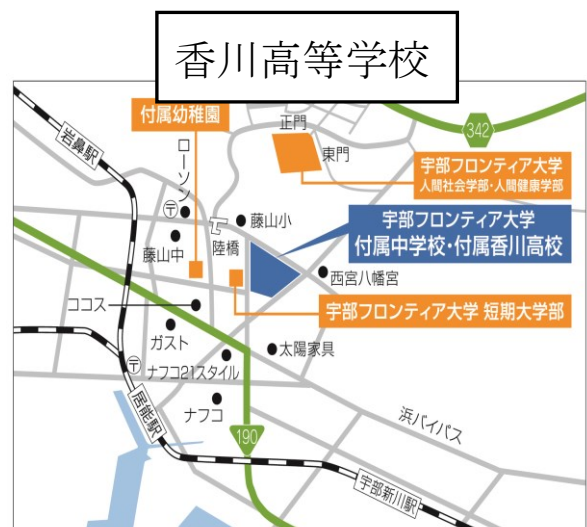 香川高等学校
付属幼稚園
正門
342
岩鼻駅
ローソン
東門
宇部フロンティア大学
人間社会学部・人間健康学部
〒
藤山小
宇部フロンティア大学
付属中学校・付属香川高校
藤山中
陸橋
西宮八幡宮
ココス
宇部フロンティア大学 短期大学部
ガスト
太陽家具
〒
ナフコ21スタイル
居能駅
ナフコ
浜バイパス
190
宇部新川駅